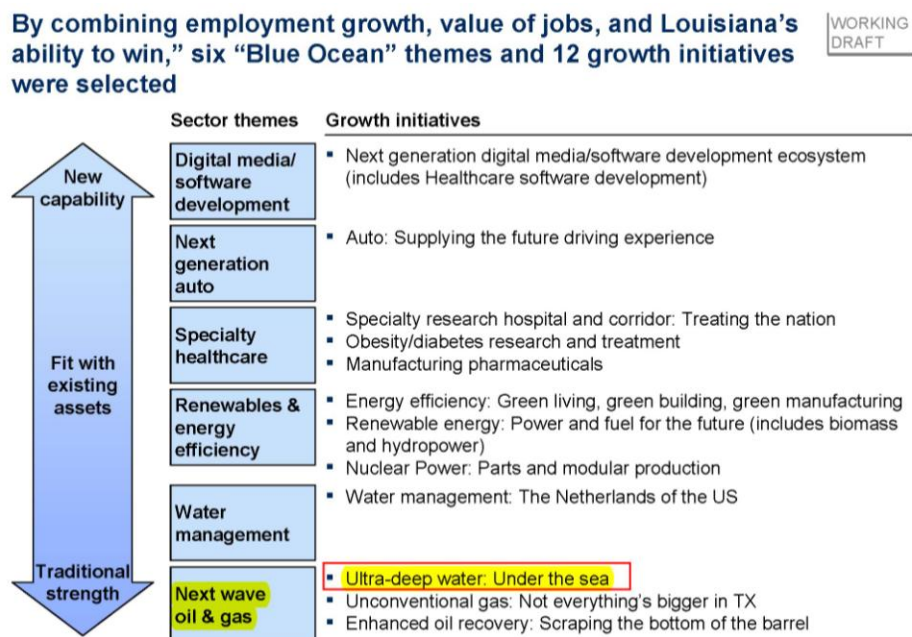 By combining employment growth, value of jobs, and Louisiana's
ability to win,” six “Blue Ocean” themes and 12 growth initiatives
were selected
WORKING
DRAFT
Sector themes
Growth initiatives
New
capability
Fit with
existing
assets
Traditional
strength
Digital media/
software
development
▪ Next generation digital media/software development ecosystem
(includes Healthcare software development)
Next
generation
auto
▪ Auto: Supplying the future driving experience
Specialty
healthcare
▪ Specialty research hospital and corridor: Treating the nation
▪ Obesity/diabetes research and treatment
▪ Manufacturing pharmaceuticals
Renewables &
energy
efficiency
▪ Energy efficiency: Green living, green building, green manufacturing
▪ Renewable energy: Power and fuel for the future (includes biomass
and hydropower)
▪ Nuclear Power: Parts and modular production
Water
management
▪ Water management: The Netherlands of the US
Next wave
oil & gas
▪ Ultra-deep water: Under the sea
▪ Unconventional gas: Not everything's bigger in TX
▪ Enhanced oil recovery: Scraping the bottom of the barrel